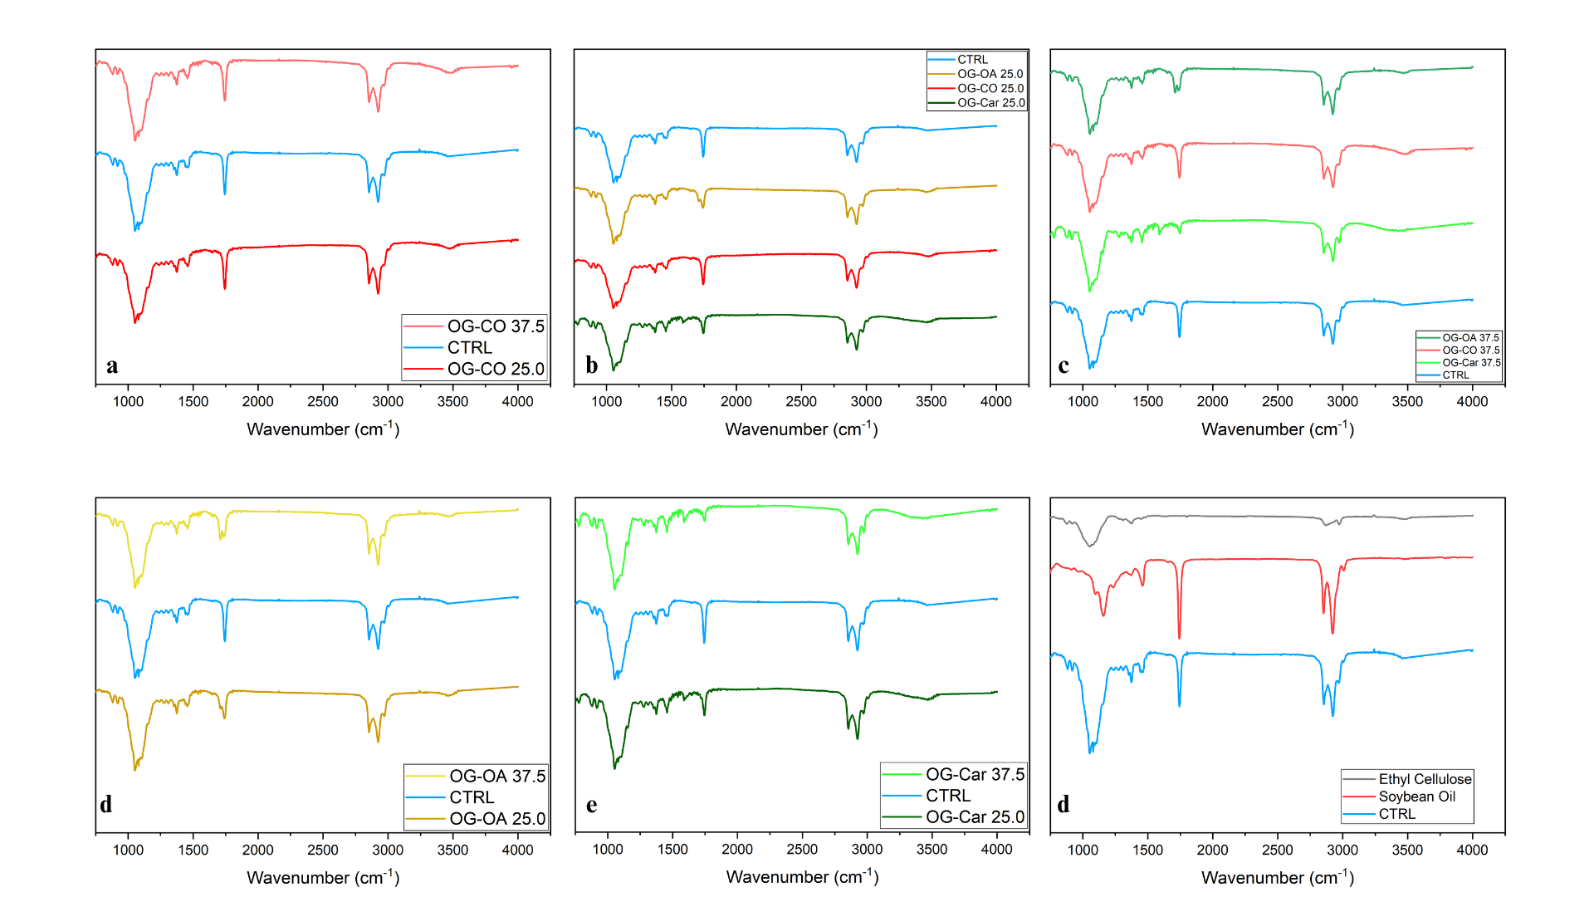 OG-CO 37.5
CTRL
OG-CO 25.0
a
1000 1500 2000 2500 3000 3500 4000
Wavenumber (cm-1)
CTRL
OG-OA 25.0
OG-CO 25.0
OG-Car 25.0
b
1000 1500 2000 2500 3000 3500 4000
Wavenumber (cm-1)
OG-OA 37.5
OG-CO 37.5
OG-Car 37.5
CTRL
c
1000 1500 2000 2500 3000 3500 4000
Wavenumber (cm-1)
OG-OA 37.5
CTRL
OG-OA 25.0
d
1000 1500 2000 2500 3000 3500 4000
Wavenumber (cm-1)
OG-Car 37.5
CTRL
OG-Car 25.0
e
1000 1500 2000 2500 3000 3500 4000
Wavenumber (cm-1)
Ethyl Cellulose
Soybean Oil
CTRL
d
1000 1500 2000 2500 3000 3500 4000
Wavenumber (cm-1)